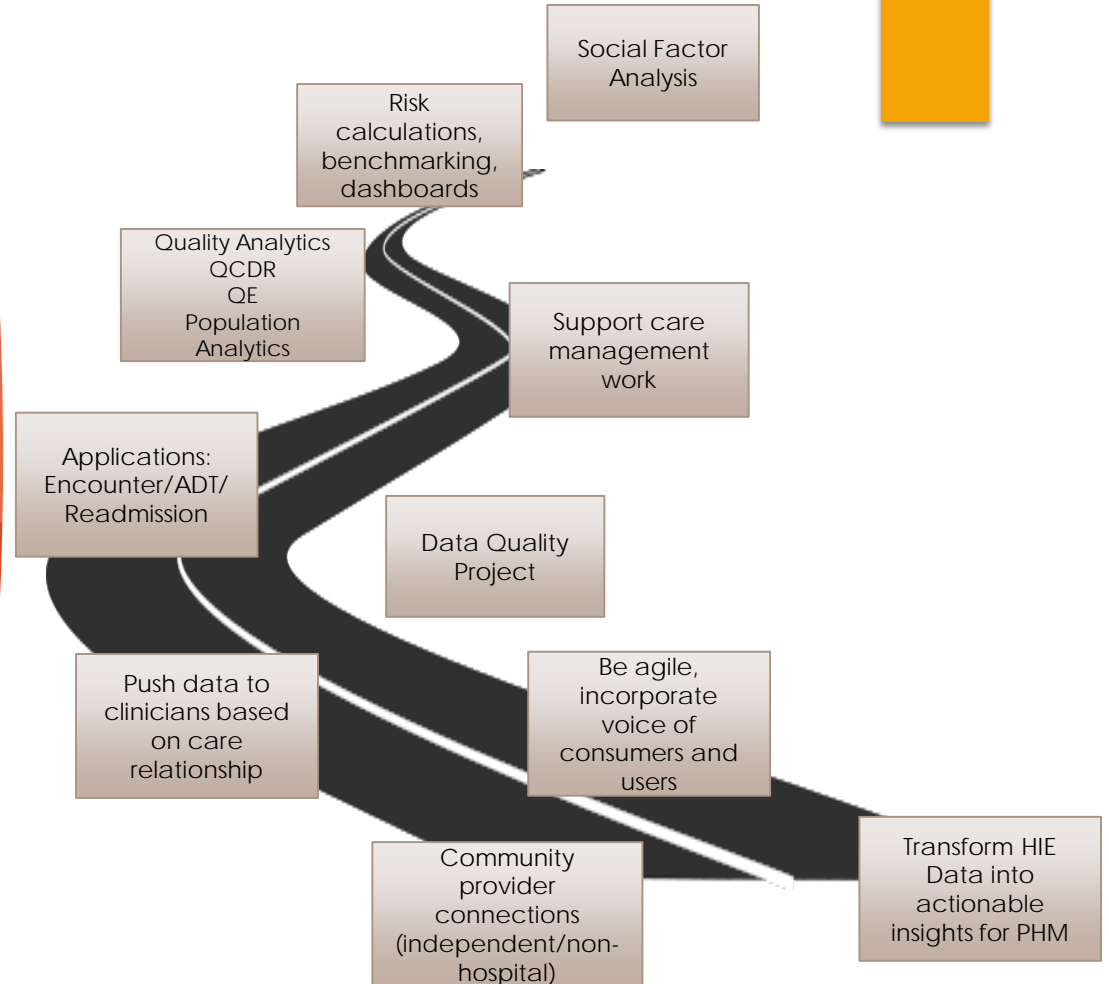 Social Factor
Analysis
Risk
calculations,
benchmarking,
dashboards
Quality Analytics
QCDR
QE
Population
Analytics
Support care
management
work
Applications:
Encounter/ADT/
Readmission
Data Quality
Project
Push data to
clinicians based
on care
relationship
Be agile,
incorporate
voice of
consumers and
users
Community
provider
connections
(independent/non-
hospital)
Transform HIE
Data into
actionable
insights for PHM